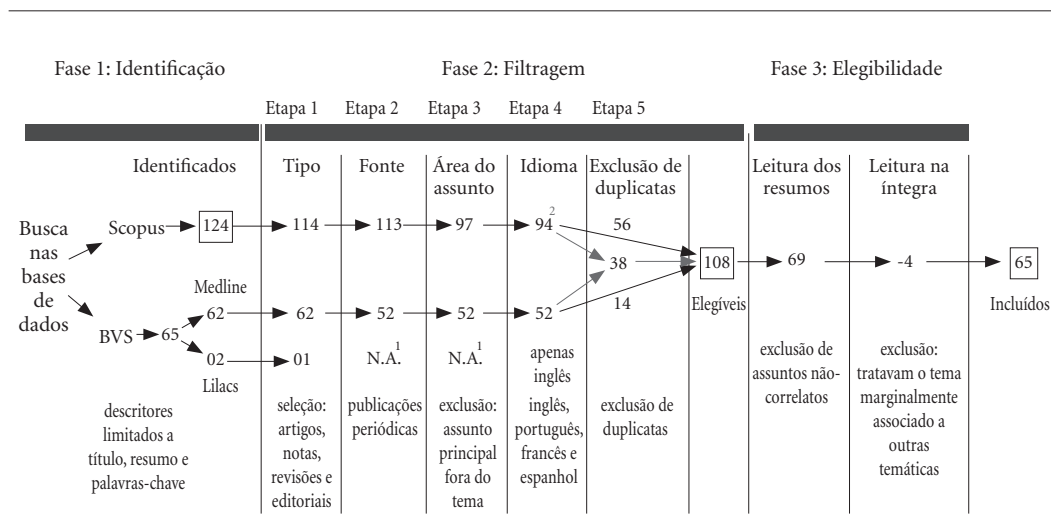 Fase 1: Identificação
Fase 2: Filtragem
Fase 3: Elegibilidade
Etapa 1
Etapa 2
Etapa 3
Etapa 4
Etapa 5
Identificados
Tipo
Fonte
Área do
assunto
Idioma
Exclusão de
duplicatas
Leitura dos
resumos
Leitura na
íntegra
Busca
nas
bases
de
dados
Scopus
124
114
113
97
94²
56
38
108
Elegíveis
69
-4
65
Incluídos
BVS
65
Medline
62
62
52
52
52
14
02
Lilacs
01
N.A.¹
N.A.¹
apenas
inglês
descritores
limitados a
título, resumo e
palavras-chave
seleção:
artigos,
notas,
revisões e
editoriais
publicações
periódicas
exclusão:
assunto
principal
fora do
tema
inglês,
português,
francês e
espanhol
exclusão de
duplicatas
exclusão de
assuntos não-
correlatos
exclusão:
tratavam o tema
marginalmente
associado a
outras
temáticas